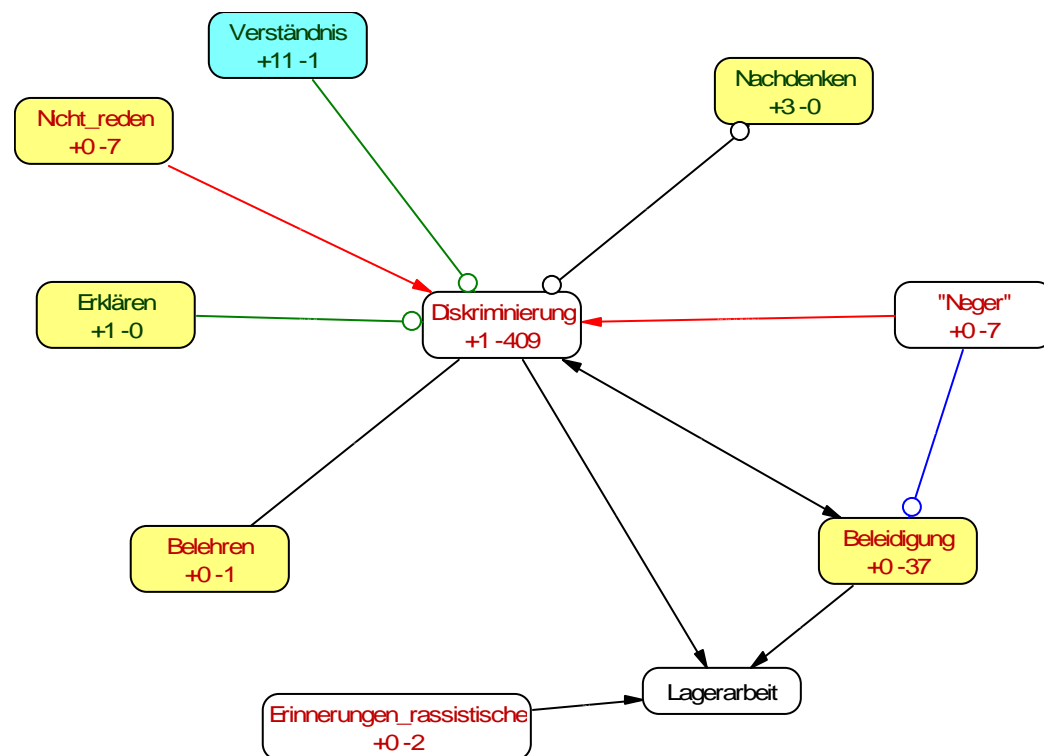 Verständnis
+11 -1
Nachdenken
+3 -0
Nicht_reden
+0 -7
Erklären
+1 -0
Diskriminierung
+1 -409
"Neger"
+0 -7
Belehren
+0 -1
Beleidigung
+0 -37
Lagerarbeit
Erinnerungen_rassistische
+0 -2